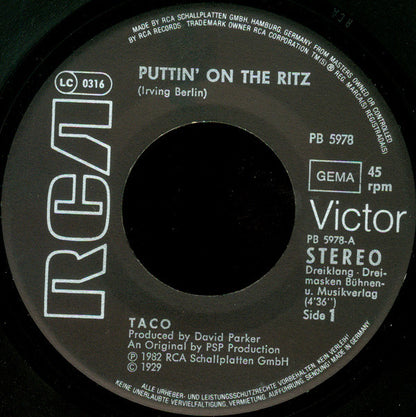 MADE BY RCA SCHALLPLATTEN GMBH, HAMBURG, GERMANY, FROM MASTERS OWNED OR CONTROLLED
BY RCA RECORDS TRADEMARK OWNER RCA CORPORATION TM(s) ® REG. MARCA(S) REGISTRADA(S)
PUTTIN' ON THE RITZ
(Irving Berlin)
LC 0316
RCA
PB 5978
GEMA
45
rpm
Victor
PB 5978-A
STEREO
Dreiklang-Drei-
masken Bühnen-
u. Musikverlag
(4'36")
Side 1
TACO
Produced by David Parker
An Original by PSP Production
Ⓟ 1982 RCA Schallplatten GmbH
© 1929
ALLE URHEBER- UND LEISTUNGSSCHUTZRECHTE VORBEHALTEN. KEIN VERLEIH!
KEINE UNERLAUBTE VERVIELFÄLTIGUNG, VERMIETUNG, AUFFÜHRUNG, SENDUNG! MADE IN GERMANY